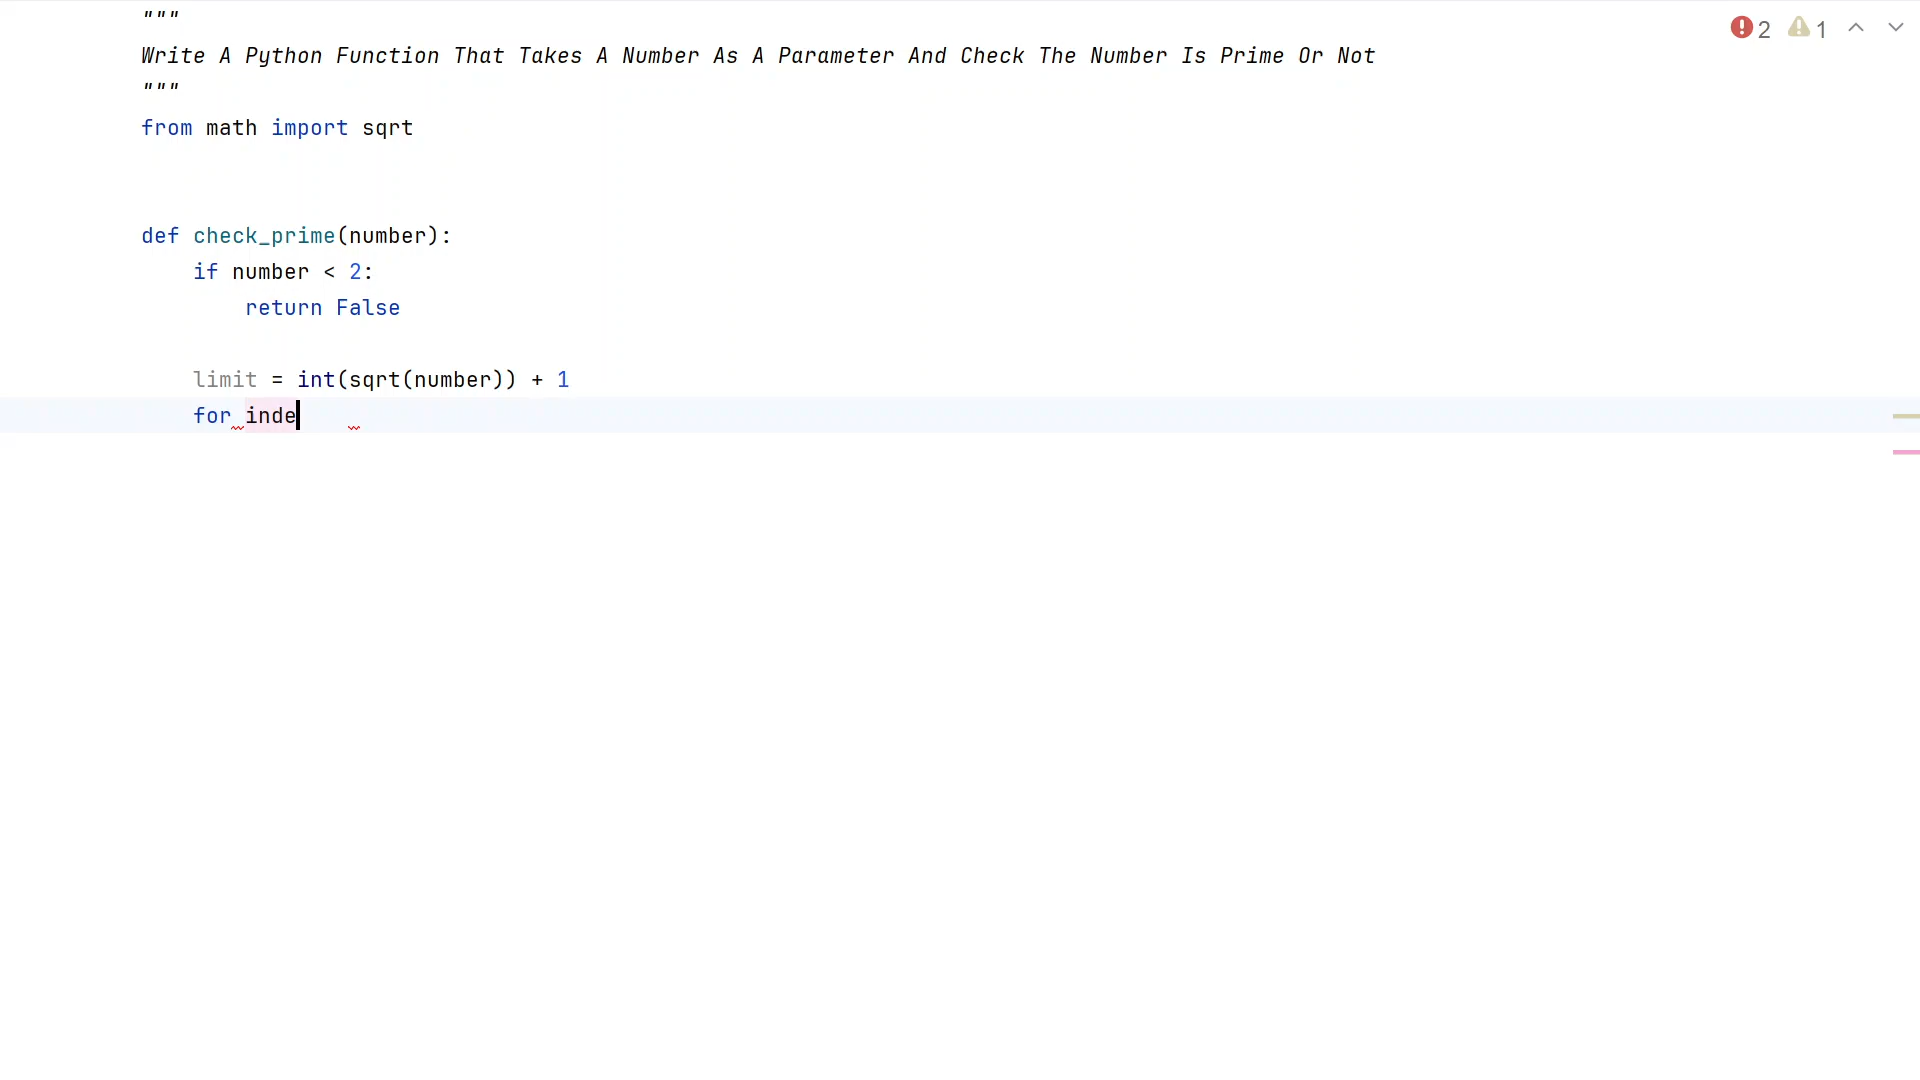 """
Write A Python Function That Takes A Number As A Parameter And Check The Number Is Prime Or Not
"""
from math import sqrt
def check_prime(number):
if number < 2:
return False
limit = int(sqrt(number)) + 1
for inde
2 1